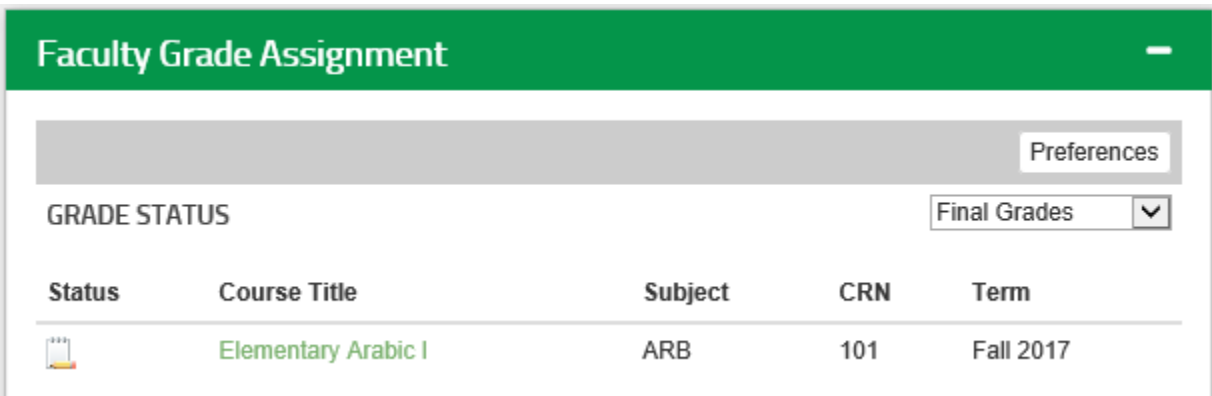 Faculty Grade Assignment
Preferences
GRADE STATUS Final Grades
Status Course Title Subject CRN Term
Elementary Arabic I ARB 101 Fall 2017